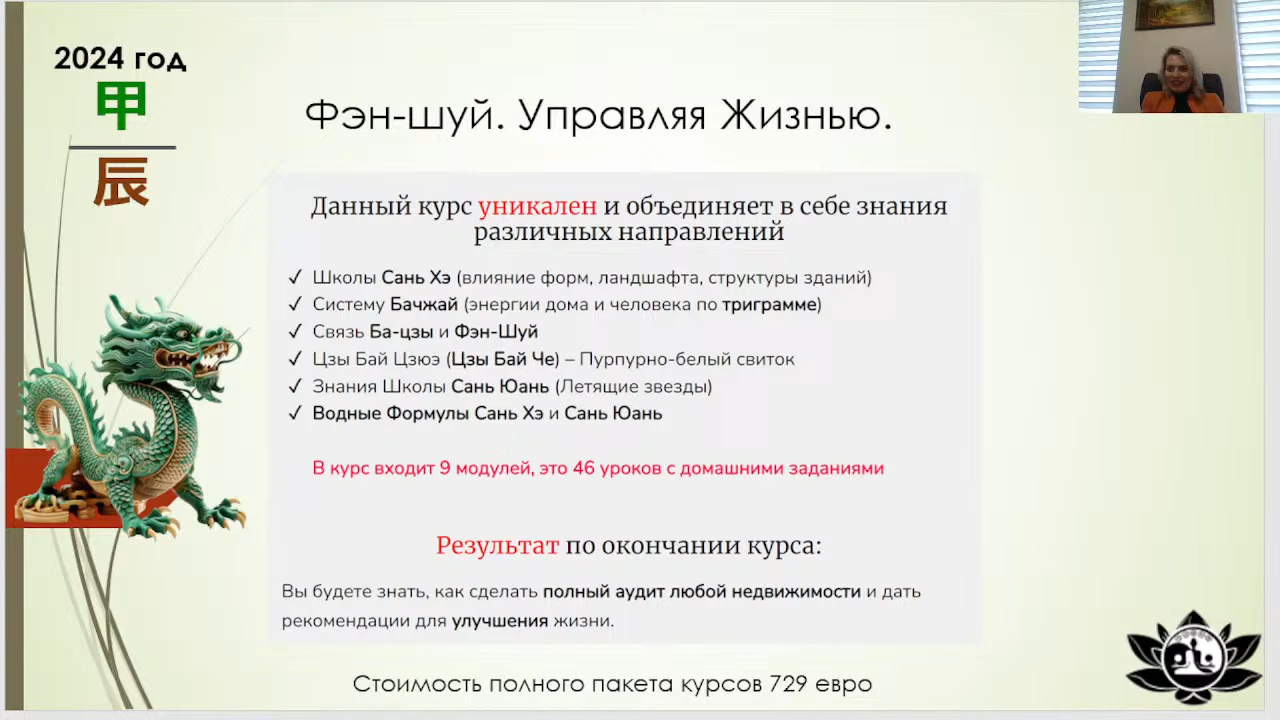 2024 год
甲
辰
Фэн-шуй. Управляя Жизнью.
Данный курс уникален и объединяет в себе знания
различных направлений
✓ Школы Сань Хэ (влияние форм, ландшафта, структуры зданий)
✓ Систему Бачжай (энергии дома и человека по триграмме)
✓ Связь Ба-цзы и Фэн-Шуй
✓ Цзы Бай Цзюэ (Цзы Бай Че) – Пурпурно-белый свиток
✓ Знания Школы Сань Юань (Летящие звезды)
✓ Водные Формулы Сань Хэ и Сань Юань
В курс входит 9 модулей, это 46 уроков с домашними заданиями
Результат по окончании курса:
Вы будете знать, как сделать полный аудит любой недвижимости и дать
рекомендации для улучшения жизни.
Стоимость полного пакета курсов 729 евро